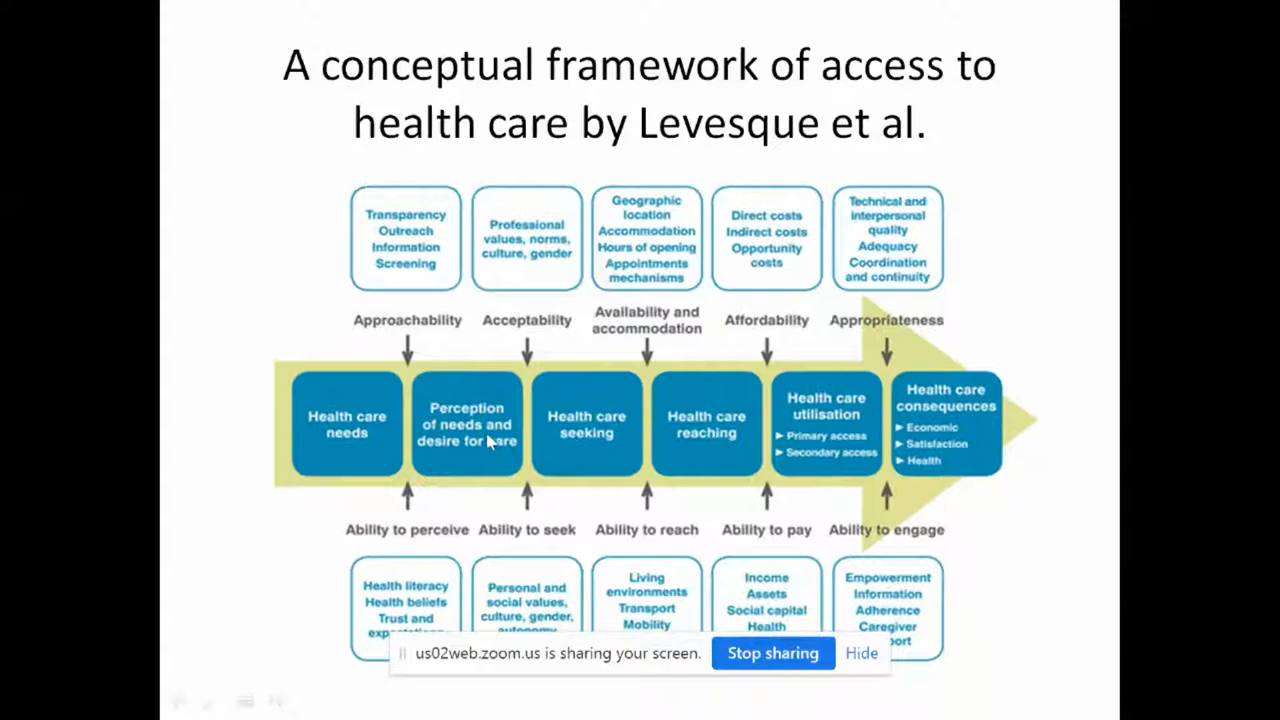 A conceptual framework of access to
health care by Levesque et al.
Transparency
Outreach
Information
Screening
Professional
values, norms,
culture, gender
Geographic
location
Accommodation
Hours of opening
Appointments
mechanisms
Direct costs
Indirect costs
Opportunity
costs
Technical and
interpersonal
quality
Adequacy
Coordination
and continuity
Approachability
Acceptability
Availability and
accommodation
Affordability
Appropriateness
Health care
needs
Perception
of needs and
desire for care
Health care
seeking
Health care
reaching
Health care
utilisation
Primary access
Secondary access
Health care
consequences
Economic
Satisfaction
Health
Ability to perceive
Ability to seek
Ability to reach
Ability to pay
Ability to engage
Health literacy
Health beliefs
Trust and
Personal and
social values,
culture, gender,
Living
environments
Transport
Mobility
Income
Assets
Social capital
Health
Empowerment
Information
Adherence
Caregiver
us02web.zoom.us is sharing your screen.
Stop sharing
Hide